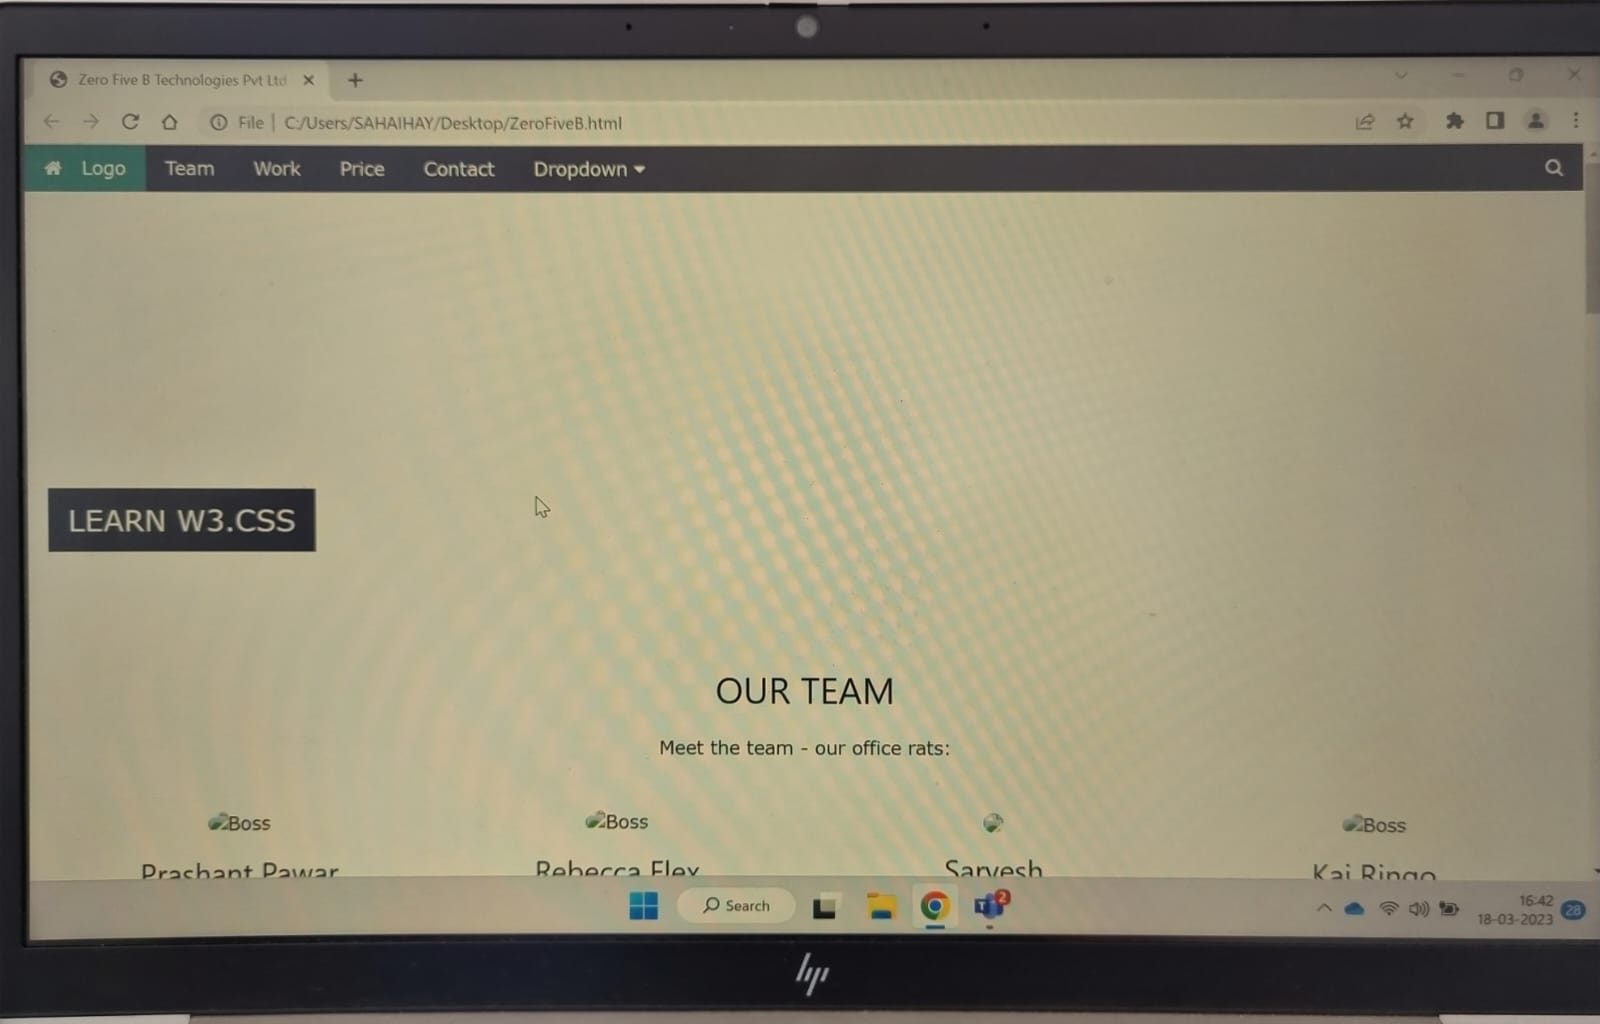 Zero Five B Technologies Pvt Ltd
File | C:/Users/SAHAIHAY/Desktop/ZeroFiveB.html
Logo Team Work Price Contact Dropdown
LEARN W3.CSS
OUR TEAM
Meet the team - our office rats:
Boss Boss Boss
Prashant Pawar Rebecca Flex Sarvesh Kai Ringo
Search T 2 16:42
18-03-2023 28
hp